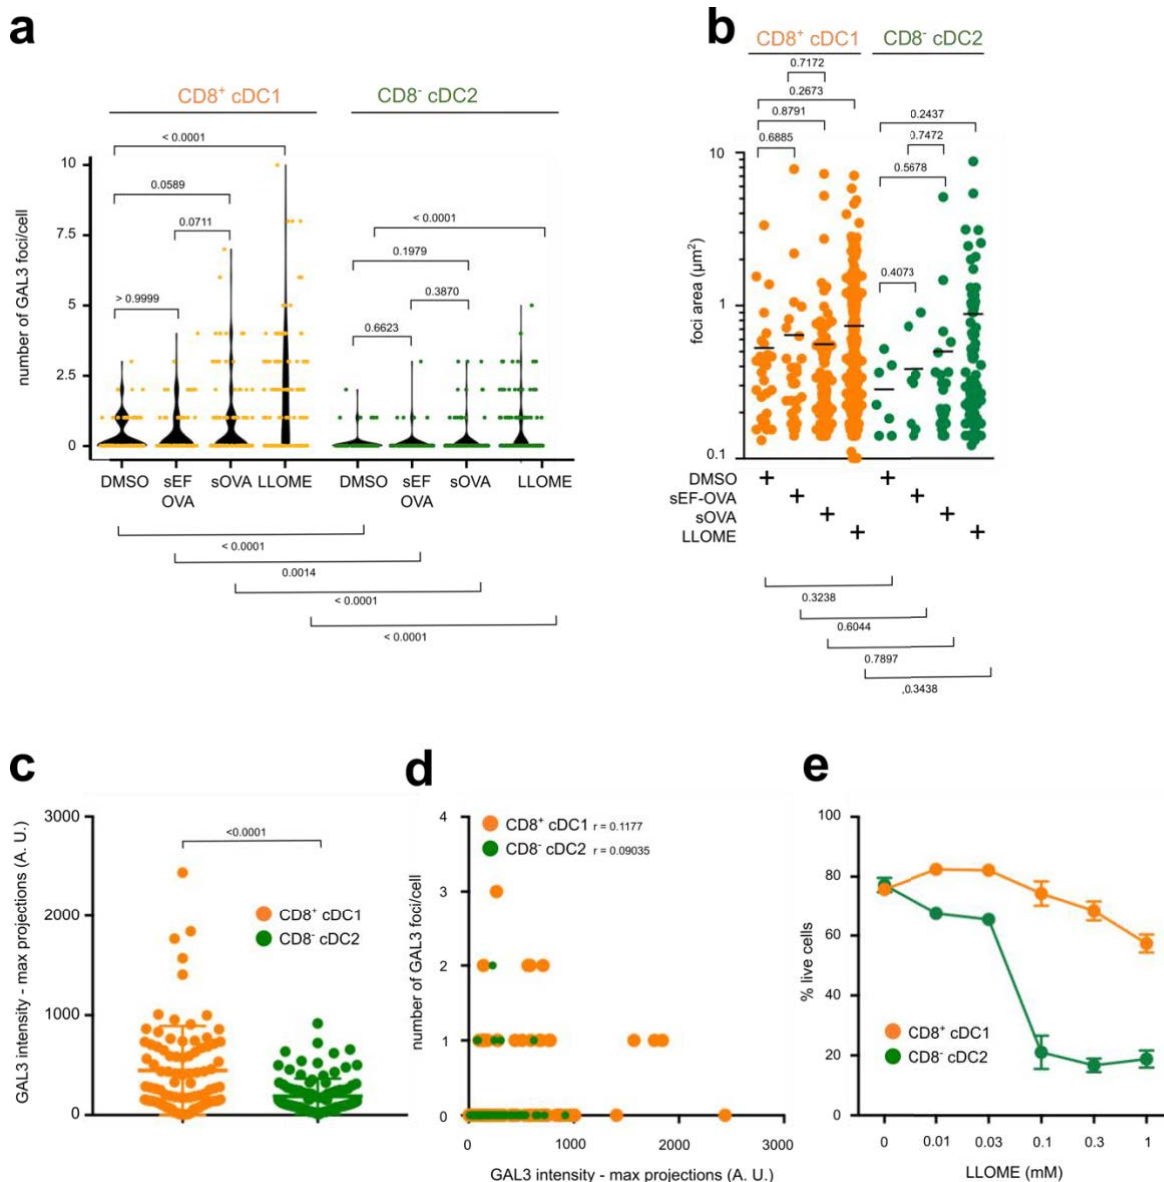 a
CD8⁺ cDC1
CD8⁻ cDC2
< 0.0001
0.0589
0.0711
> 0.9999
< 0.0001
0.1979
0.3870
0.6623
number of GAL3 foci/cell
10
7.5
5
2.5
0
DMSO
sEF
OVA
sOVA
LLOME
DMSO
sEF
OVA
sOVA
LLOME
< 0.0001
0.0014
< 0.0001
< 0.0001
b
CD8⁺ cDC1
CD8⁻ cDC2
0.7172
0.2673
0.8791
0.6885
0.2437
0.7472
0.5678
0.4073
foci area (µm²)
10
1
0.1
DMSO + +
sEF-OVA + +
sOVA + +
LLOME + +
0.3238
0.6044
0.7897
,0.3438
c
GAL3 intensity - max projections (A. U.)
3000
2000
1000
0
<0.0001
CD8⁺ cDC1
CD8⁻ cDC2
d
number of GAL3 foci/cell
4
3
2
1
0
CD8⁺ cDC1 r = 0.1177
CD8⁻ cDC2 r = 0.09035
0 1000 2000 3000
GAL3 intensity - max projections (A. U.)
e
% live cells
100
80
60
40
20
0
CD8⁺ cDC1
CD8⁻ cDC2
0 0.01 0.03 0.1 0.3 1
LLOME (mM)